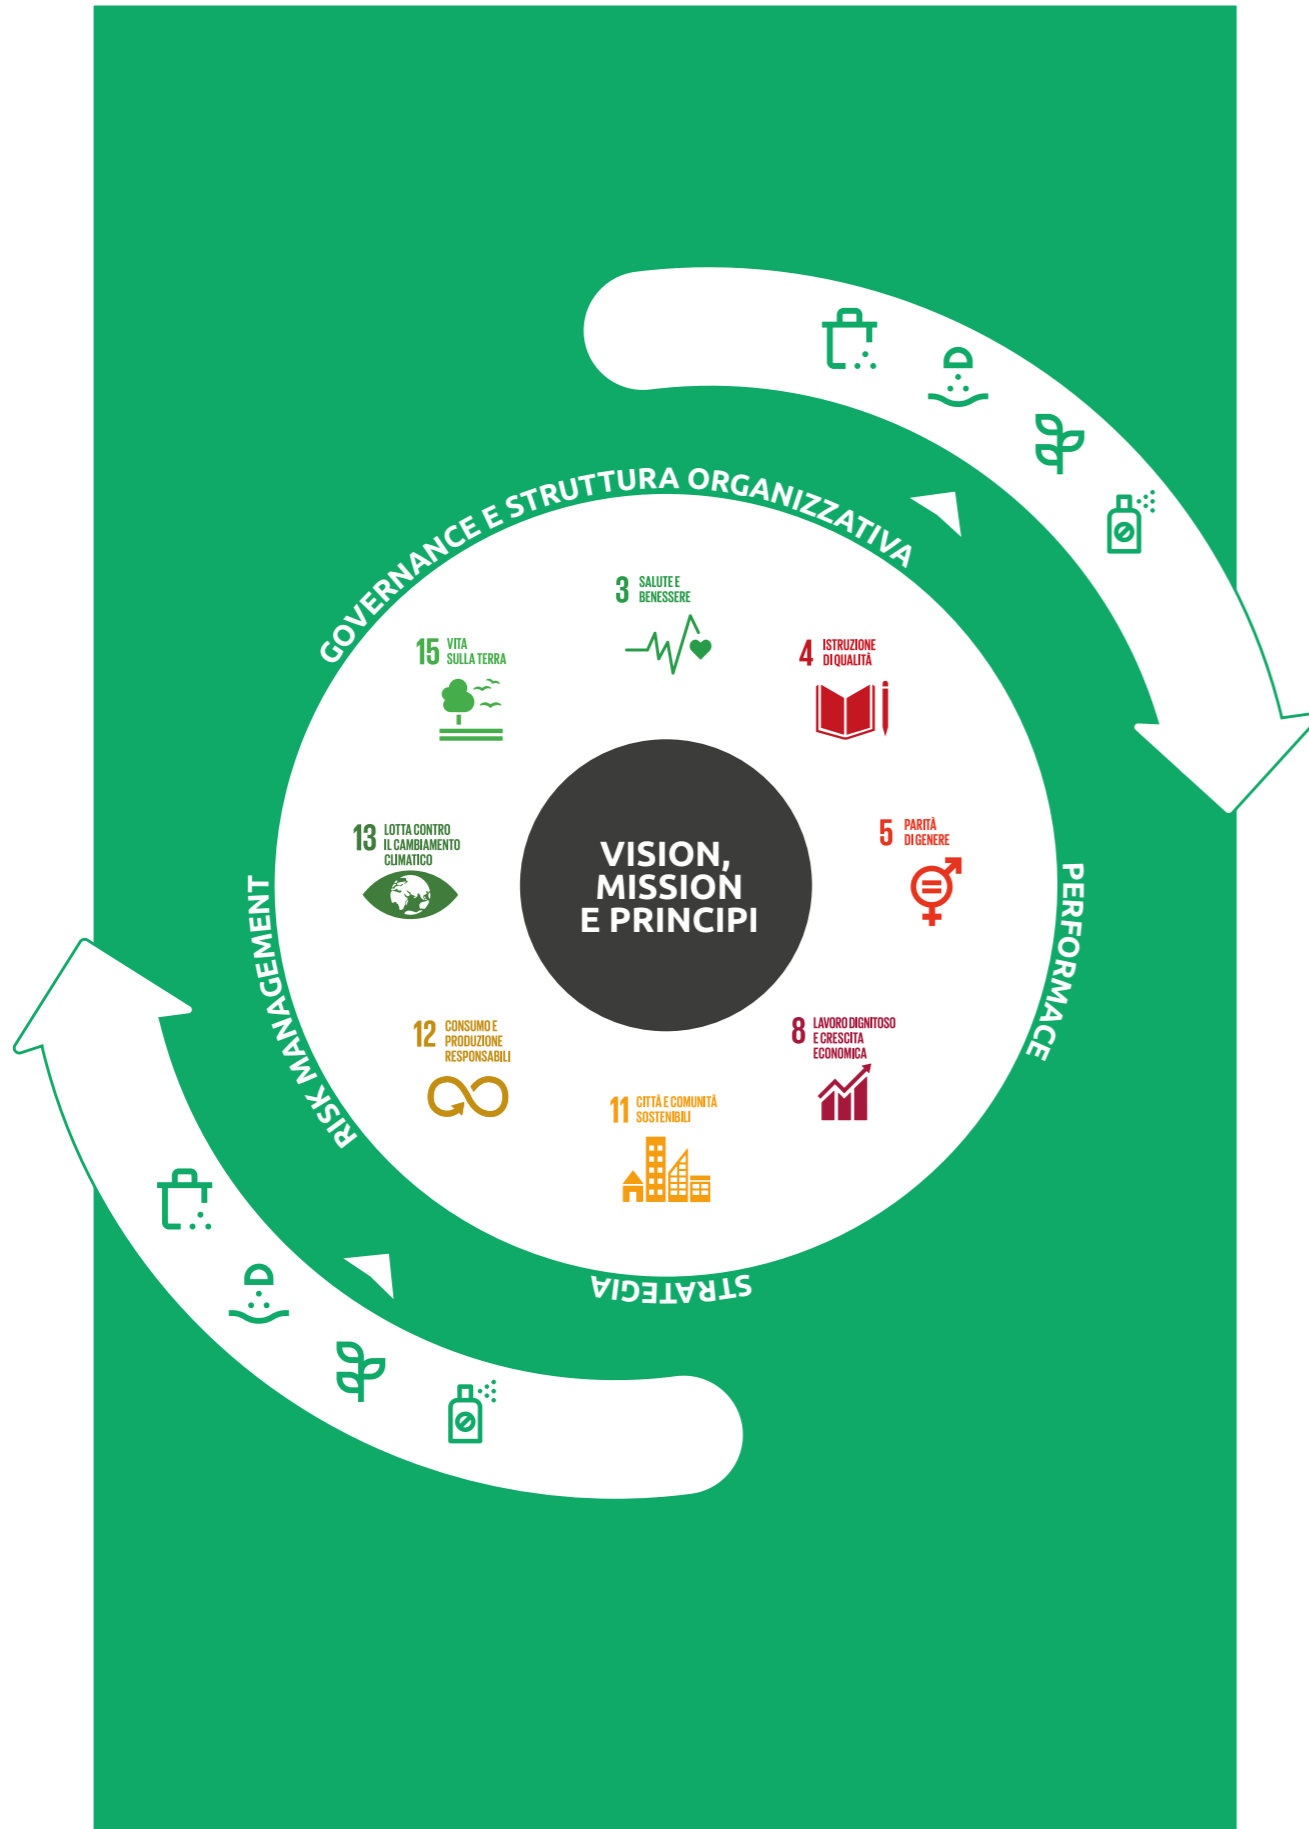 GOVERNANCE E STRUTTURA ORGANIZZATIVA
3 SALUTE E
BENESSERE
15 VITA
SULLA TERRA
4 ISTRUZIONE
DI QUALITÀ
13 LOTTA CONTRO
IL CAMBIAMENTO
CLIMATICO
5 PARITÀ
DI GENERE
VISION,
MISSION
E PRINCIPI
RISK MANAGEMENT
PERFORMACE
12 CONSUMO E
PRODUZIONE
RESPONSABILI
8 LAVORO DIGNITOSO
E CRESCITA
ECONOMICA
11 CITTÀ E COMUNITÀ
SOSTENIBILI
STRATEGIA